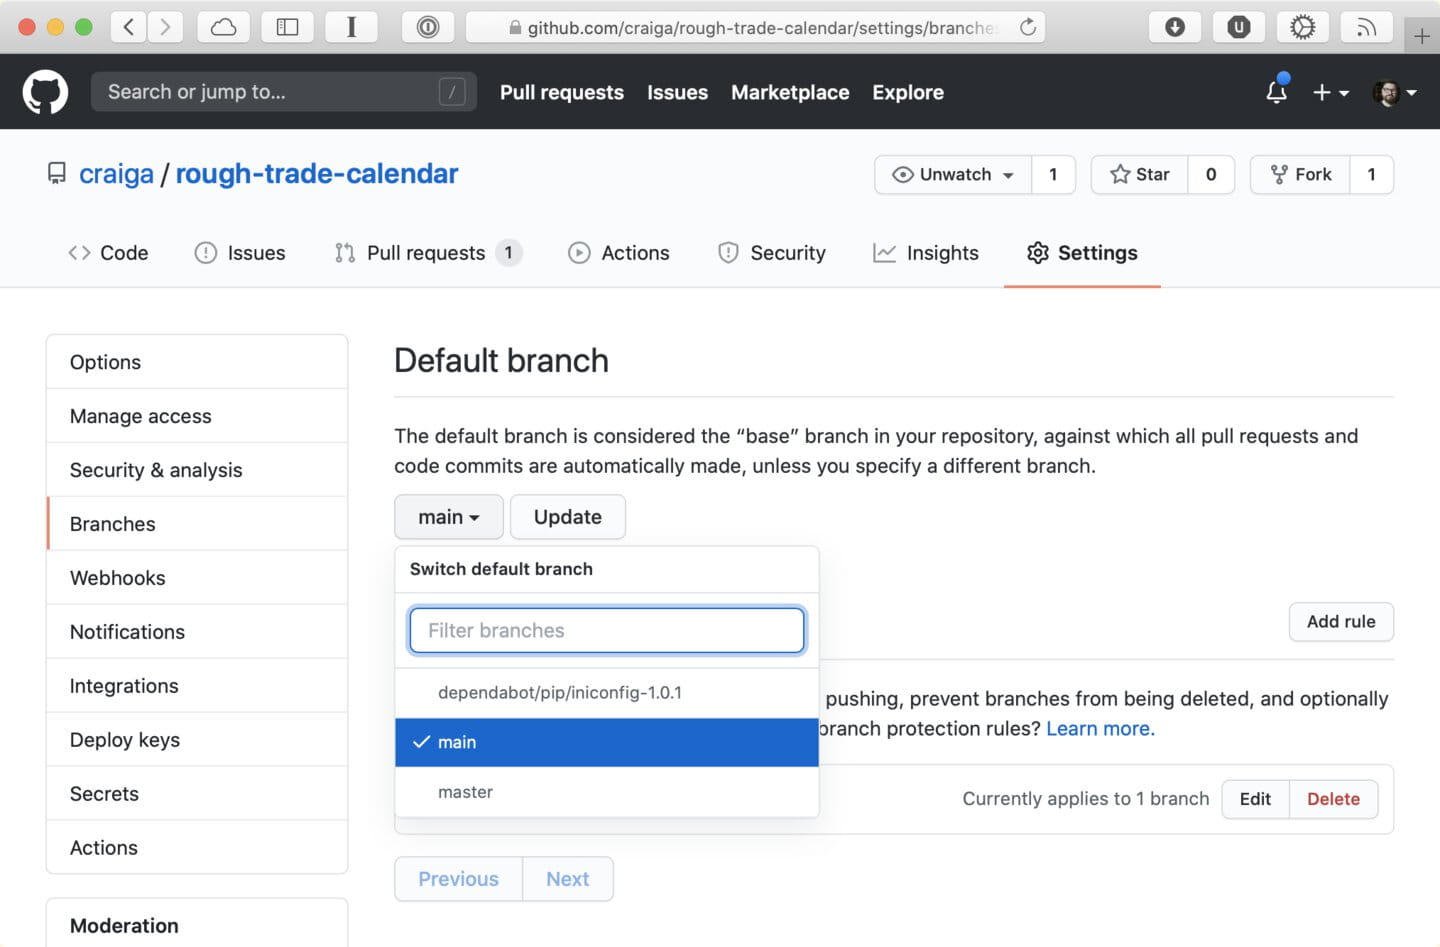 github.com/craiga/rough-trade-calendar/settings/branche
Search or jump to... /
Pull requests Issues Marketplace Explore
craiga / rough-trade-calendar
Unwatch 1 Star 0 Fork 1
Code Issues Pull requests 1 Actions Security Insights Settings
Options
Manage access
Security & analysis
Branches
Webhooks
Notifications
Integrations
Deploy keys
Secrets
Actions
Moderation
Default branch
The default branch is considered the “base” branch in your repository, against which all pull requests and
code commits are automatically made, unless you specify a different branch.
main Update
Switch default branch
Filter branches
dependabot/pip/iniconfig-1.0.1
main
master
Add rule
pushing, prevent branches from being deleted, and optionally
branch protection rules? Learn more.
Currently applies to 1 branch Edit Delete
Previous Next